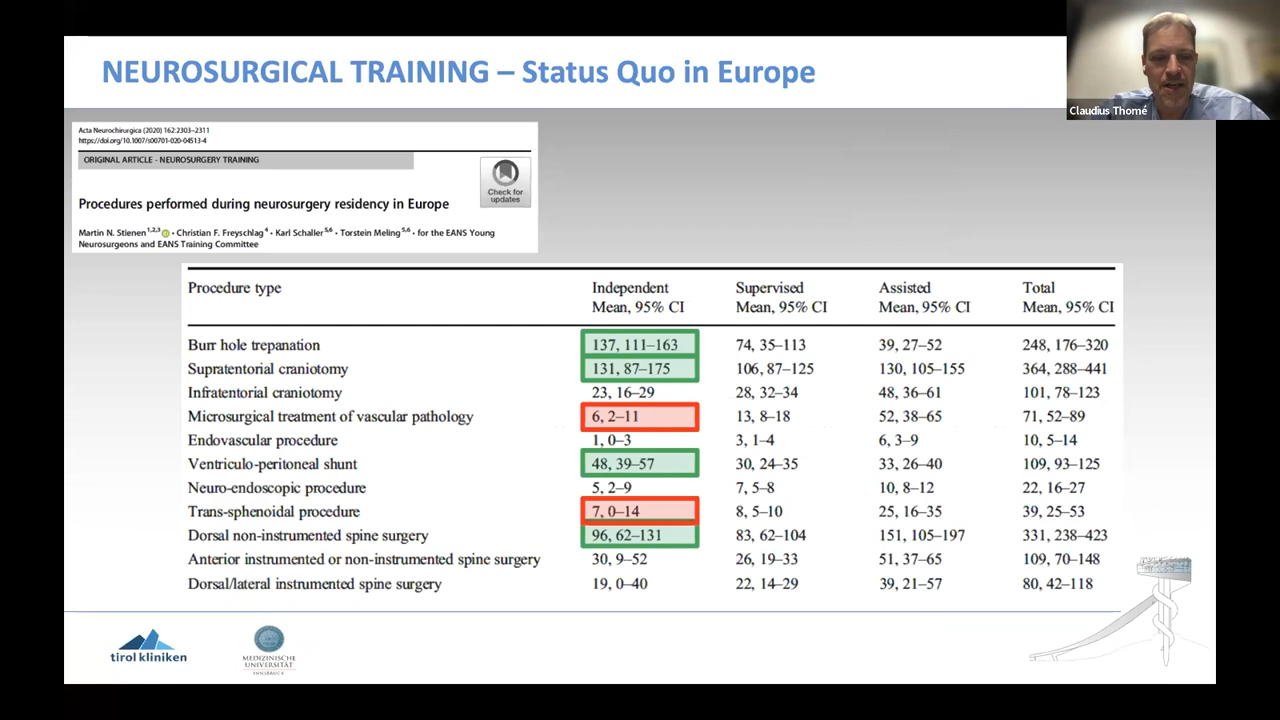 NEUROSURGICAL TRAINING – Status Quo in Europe
Claudius Thomé
Acta Neurochirurgica (2020) 162:2303–2311
https://doi.org/10.1007/s00701-020-04513-4
ORIGINAL ARTICLE - NEUROSURGERY TRAINING
Check for
updates
Procedures performed during neurosurgery residency in Europe
Martin N. Stienen 1,2,3 • Christian F. Freyschlag 4 • Karl Schaller 5,6 • Torstein Meling 5,6 • for the EANS Young
Neurosurgeons and EANS Training Committee
Procedure type Independent Supervised Assisted Total
Mean, 95% CI Mean, 95% CI Mean, 95% CI Mean, 95% CI
Burr hole trepanation 137, 111–163 74, 35–113 39, 27–52 248, 176–320
Supratentorial craniotomy 131, 87–175 106, 87–125 130, 105–155 364, 288–441
Infratentorial craniotomy 23, 16–29 28, 32–34 48, 36–61 101, 78–123
Microsurgical treatment of vascular pathology 6, 2–11 13, 8–18 52, 38–65 71, 52–89
Endovascular procedure 1, 0–3 3, 1–4 6, 3–9 10, 5–14
Ventriculo-peritoneal shunt 48, 39–57 30, 24–35 33, 26–40 109, 93–125
Neuro-endoscopic procedure 5, 2–9 7, 5–8 10, 8–12 22, 16–27
Trans-sphenoidal procedure 7, 0–14 8, 5–10 25, 16–35 39, 25–53
Dorsal non-instrumented spine surgery 96, 62–131 83, 62–104 151, 105–197 331, 238–423
Anterior instrumented or non-instrumented spine surgery 30, 9–52 26, 19–33 51, 37–65 109, 70–148
Dorsal/lateral instrumented spine surgery 19, 0–40 22, 14–29 39, 21–57 80, 42–118
tirol kliniken
MEDIZINISCHE
UNIVERSITÄT
INNSBRUCK